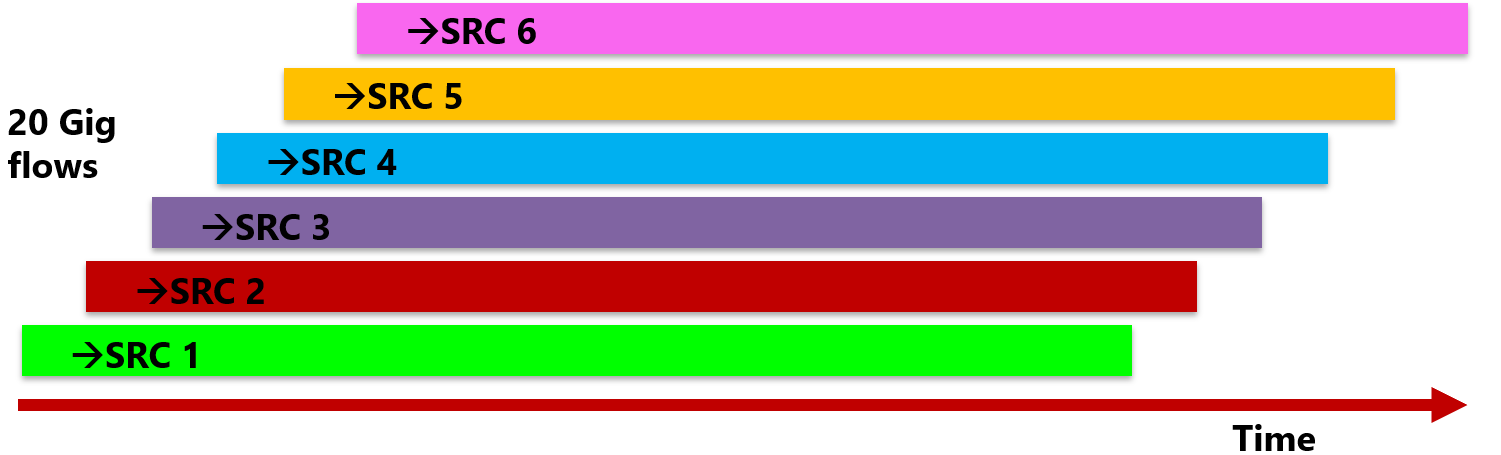 →SRC 6
→SRC 5
20 Gig
flows
→SRC 4
→SRC 3
→SRC 2
→SRC 1
Time